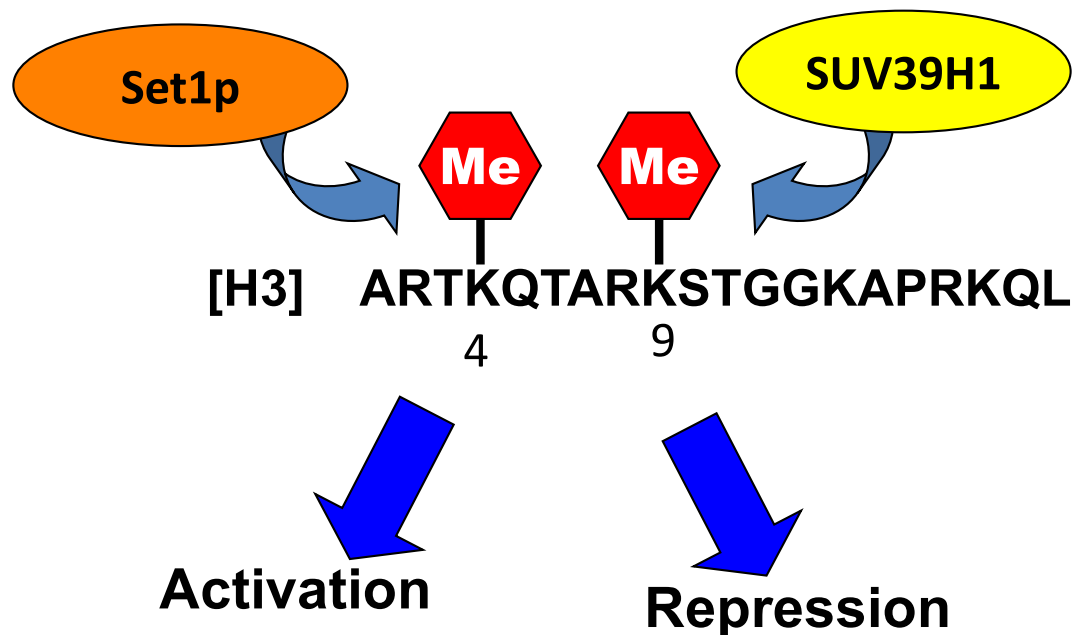 Set1p
SUV39H1
Me
Me
[H3] ARTKQTARKSTGGKAPRKQL
4
9
Activation
Repression